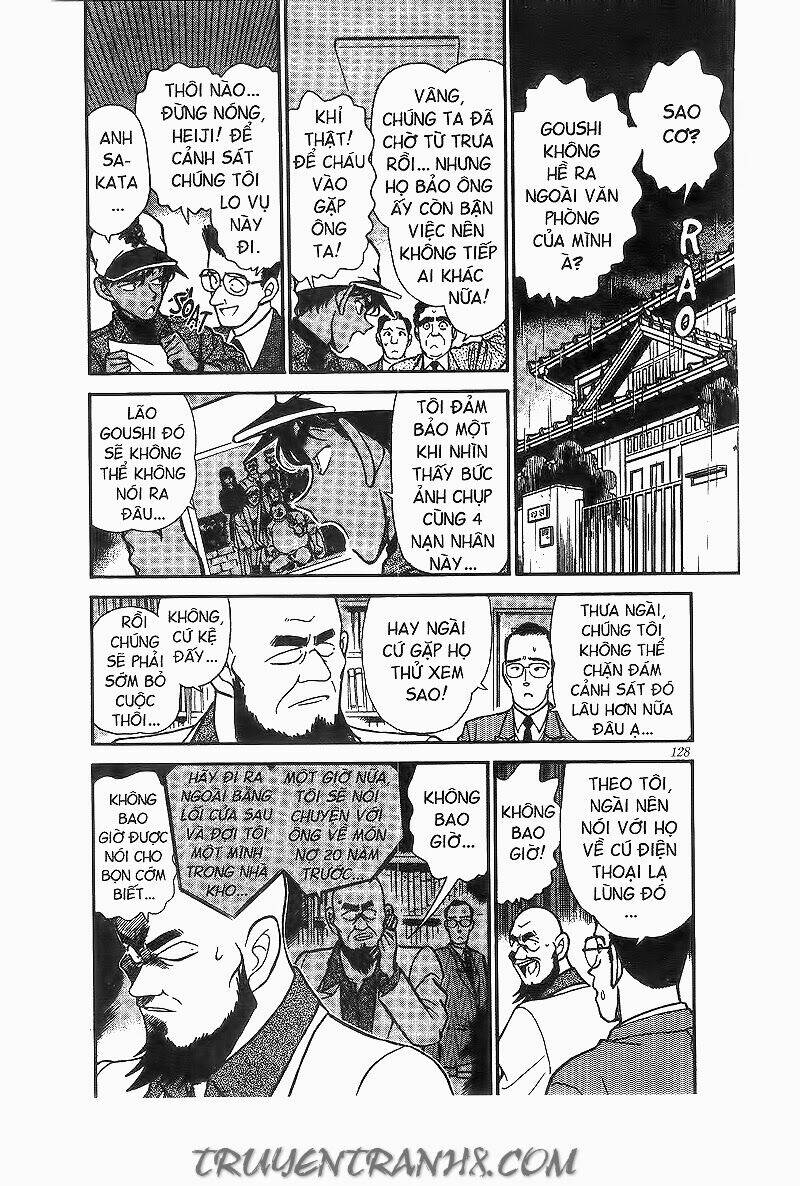 SAO
CƠ?
GOUSHI
KHÔNG
HỀ RA
NGOÀI VĂN
PHÒNG
CỦA MÌNH
À?
RÀO
VÂNG,
CHÚNG TA ĐÃ
CHỜ TỪ TRƯA
RỒI... NHƯNG
HỌ BẢO ÔNG
ẤY CÒN BẬN
VIỆC NÊN
KHÔNG TIẾP
AI KHÁC
NỮA!
KHỈ
THẬT!
ĐỂ CHÁU
VÀO
GẶP
ÔNG
TA!
THÔI NÀO...
ĐỪNG NÓNG,
HEIJI! ĐỂ
CẢNH SÁT
CHÚNG TÔI
LO VỤ
NÀY
ĐI.
ANH
SA-
KATA
...
SOẠT
TÔI ĐẢM
BẢO MỘT
KHI NHÌN
THẤY BỨC
ẢNH CHỤP
CÙNG 4
NẠN NHÂN
NÀY...
LÃO
GOUSHI ĐÓ
SẼ KHÔNG
THỂ KHÔNG
NÓI RA
ĐÂU...
THƯA NGÀI,
CHÚNG TÔI
KHÔNG THỂ
CHẶN ĐÁM
CẢNH SÁT ĐÓ
LÂU HƠN NỮA
ĐÂU Ạ...
HAY NGÀI
CỨ GẶP HỌ
THỬ XEM
SAO!
KHÔNG,
CỨ KỆ
ĐẤY...
RỒI
CHÚNG
SẼ PHẢI
SỚM BỎ
CUỘC
THÔI...
128
THEO TÔI,
NGÀI NÊN
NÓI VỚI HỌ
VỀ CÚ ĐIỆN
THOẠI LẠ
LÙNG ĐÓ
...
KHÔNG
BAO
GIỜ!
KHÔNG
BAO
GIỜ...
MỘT GIỜ NỮA,
TÔI SẼ NÓI
CHUYỆN VỚI
ÔNG VỀ MÓN
NỢ 20 NĂM
TRƯỚC...
HÃY ĐI RA
NGOÀI BẰNG
LỐI CỬA SAU
VÀ ĐỢI TÔI
MỘT MÌNH
TRONG NHÀ
KHO...
KHÔNG
BAO
GIỜ ĐƯỢC
NÓI CHO
BỌN CỚM
BIẾT...
TRUYENTRANH8.COM